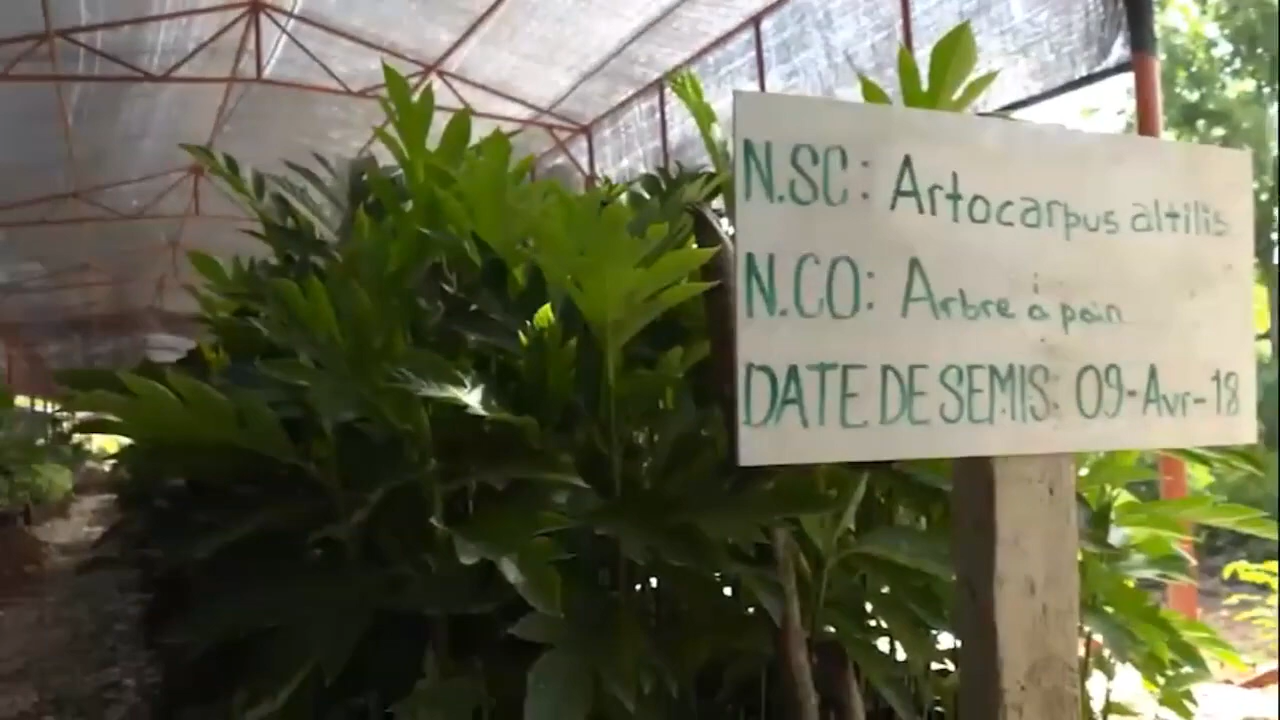 N.SC: Artocarpus altilis
N.CO: Arbre à pain
DATE DE SEMIS: 09-Avr-18